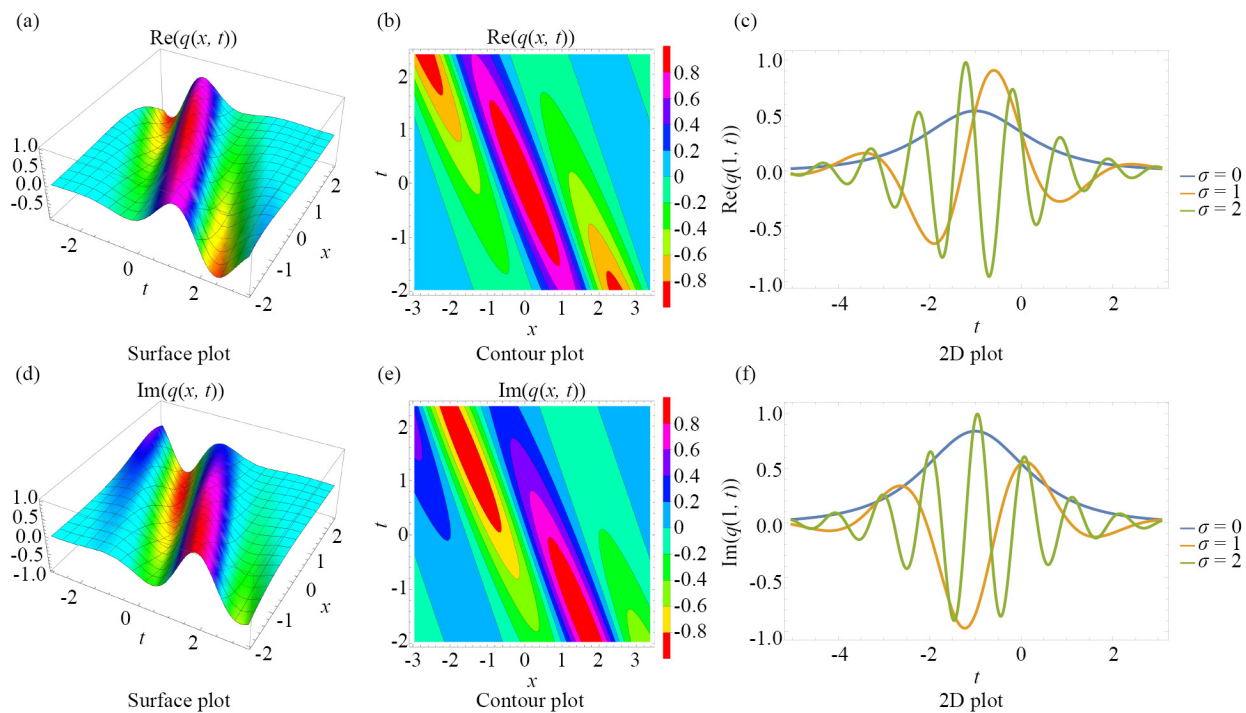 (a)
Re(q(x, t))
1.0
0.5
0.0
-0.5
-2
0
2
t
-2
-1
0
1
2
x
Surface plot
(b)
Re(q(x, t))
2
1
0
-1
-2
t
-3
-2
-1
0
1
2
3
x
0.8
0.6
0.4
0.2
0
-0.2
-0.4
-0.6
-0.8
Contour plot
(c)
1.0
0.5
0.0
-0.5
-1.0
Re(q(1, t))
-4
-2
0
2
t
σ = 0
σ = 1
σ = 2
2D plot
(d)
Im(q(x, t))
1.0
0.5
0.0
-0.5
-1.0
-2
0
2
t
-2
-1
0
1
2
x
Surface plot
(e)
Im(q(x, t))
2
1
0
-1
-2
t
-3
-2
-1
0
1
2
3
x
0.8
0.6
0.4
0.2
0
-0.2
-0.4
-0.6
-0.8
Contour plot
(f)
1.0
0.5
0.0
-0.5
-1.0
Im(q(1, t))
-4
-2
0
2
t
σ = 0
σ = 1
σ = 2
2D plot